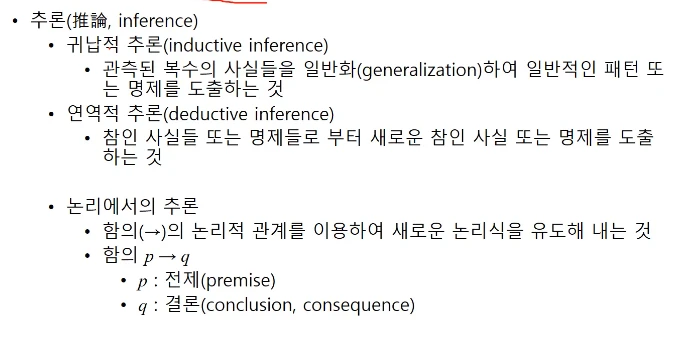 • 추론(推論, inference)
• 귀납적 추론(inductive inference)
• 관측된 복수의 사실들을 일반화(generalization)하여 일반적인 패턴 또
는 명제를 도출하는 것
• 연역적 추론(deductive inference)
• 참인 사실들 또는 명제들로 부터 새로운 참인 사실 또는 명제를 도출
하는 것
• 논리에서의 추론
• 함의(→)의 논리적 관계를 이용하여 새로운 논리식을 유도해 내는 것
• 함의 p → q
• p : 전제(premise)
• q : 결론(conclusion, consequence)